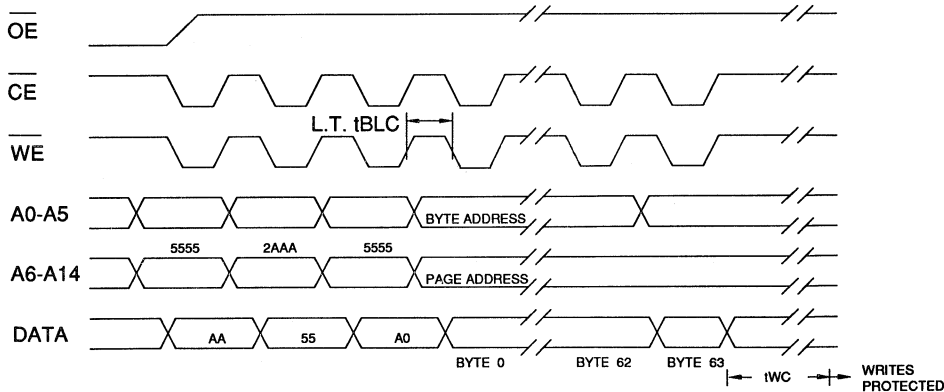 OE
CE
L.T. tBLC
WE
A0-A5
BYTE ADDRESS
5555 2AAA 5555
A6-A14
PAGE ADDRESS
DATA
AA 55 A0
BYTE 0 BYTE 62 BYTE 63
tWC
WRITES
PROTECTED